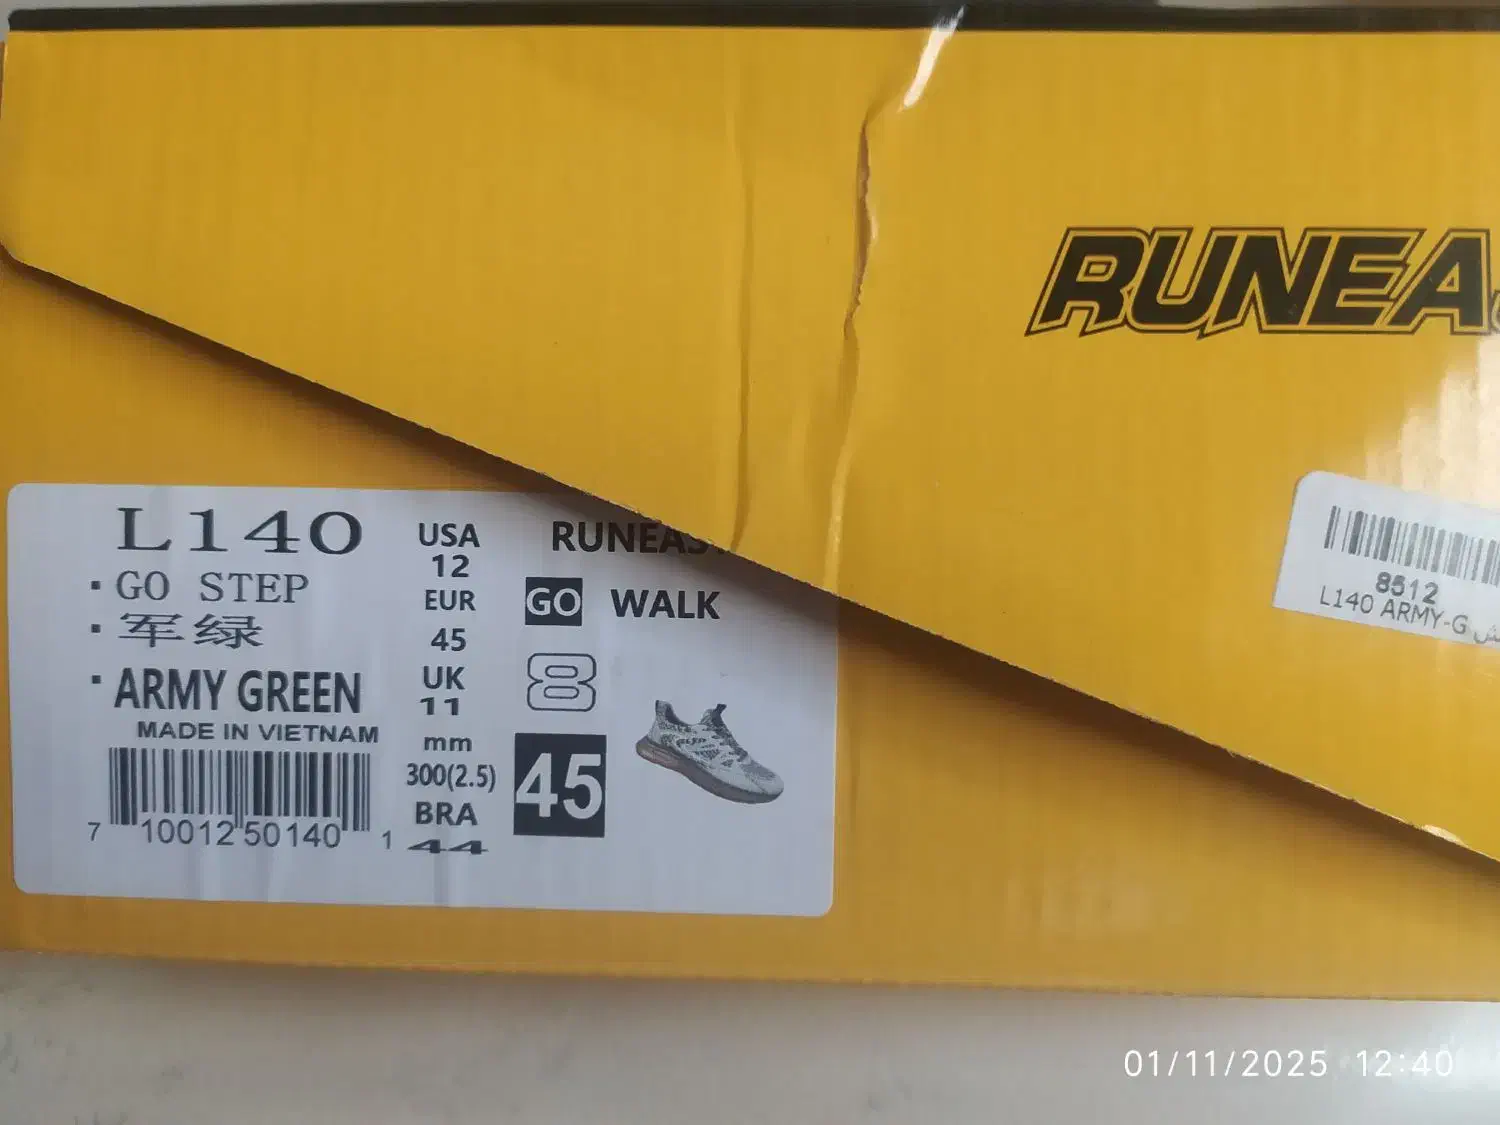 RUNEA
L140
· GO STEP
· 军绿
· ARMY GREEN
MADE IN VIETNAM
7 10012 50140 1
USA
12
EUR
45
UK
11
mm
300(2.5)
BRA
44
RUNEAS
GO WALK
8
45
8512
L140 ARMY-G
01/11/2025 12:40